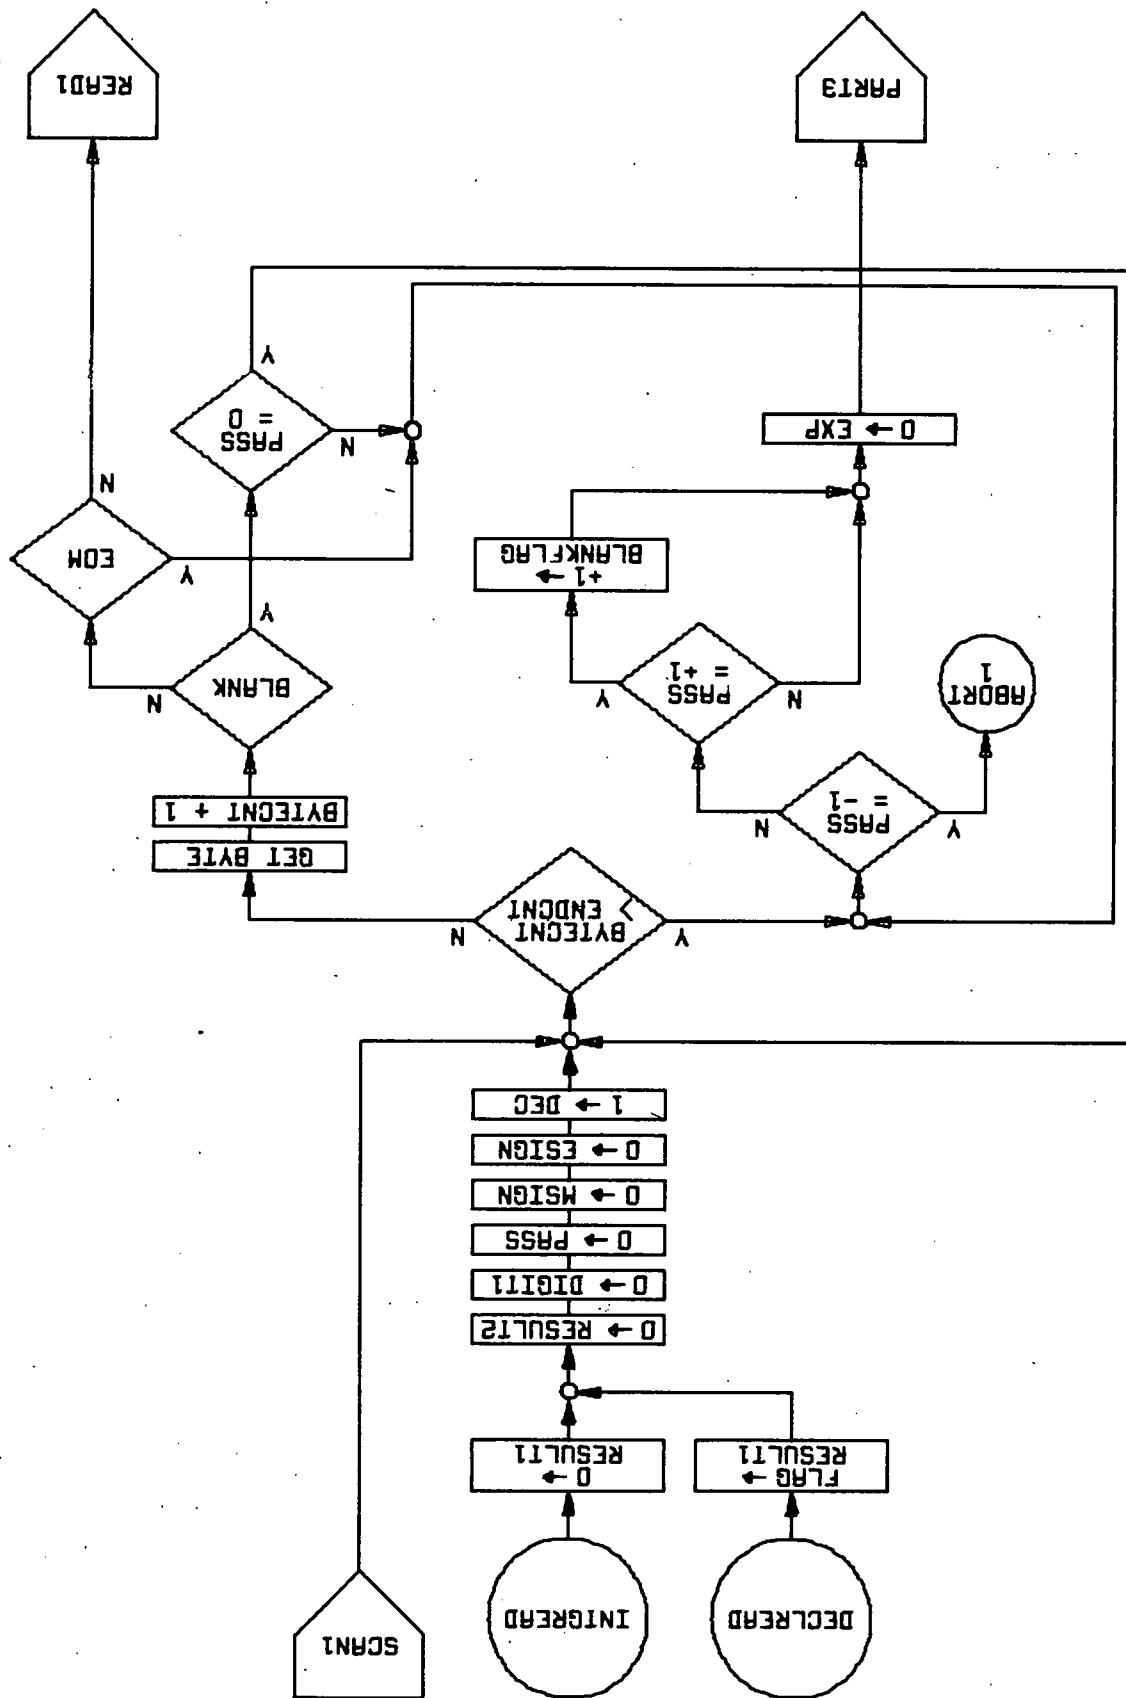 DECLREAD
INTGREAD
SCAN1
FLAG →
RESULT1
0 →
RESULT1
0 → RESULT2
0 → DIGIT1
0 → PASS
0 → MSIGN
0 → ESIGN
1 → DEC
BYTECNT
> ENDCNT
Y
N
GET BYTE
BYTECNT + 1
PASS
= -1
Y
N
ABORT
1
PASS
= +1
N
Y
BLANK
N
Y
+1 →
BLANKFLAG
EOM
Y
N
0 → EXP
PASS
= 0
N
Y
PART3
READ1